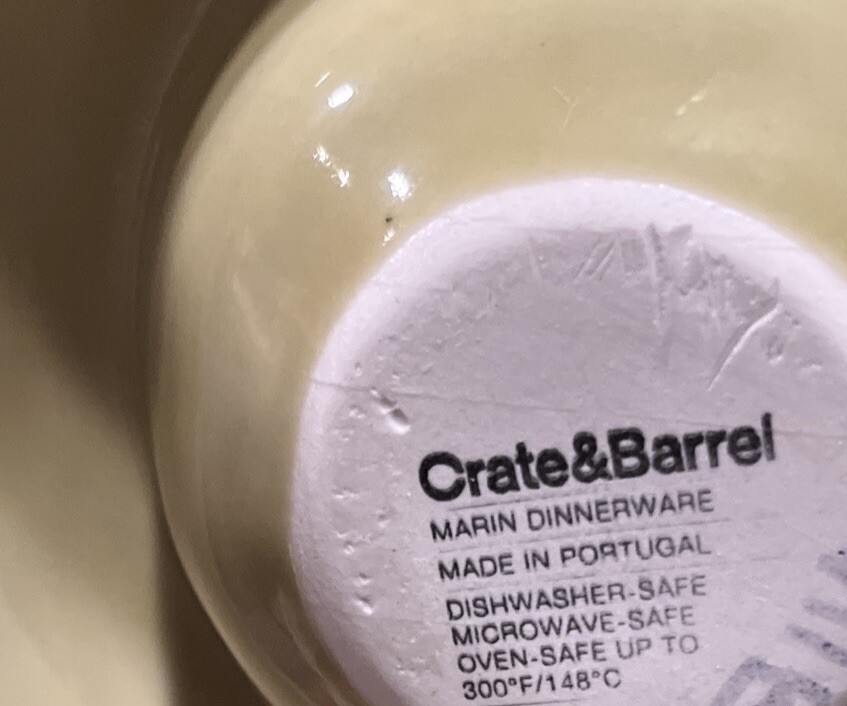 Crate&Barrel
MARIN DINNERWARE
MADE IN PORTUGAL
DISHWASHER-SAFE
MICROWAVE-SAFE
OVEN-SAFE UP TO
300°F/148°C